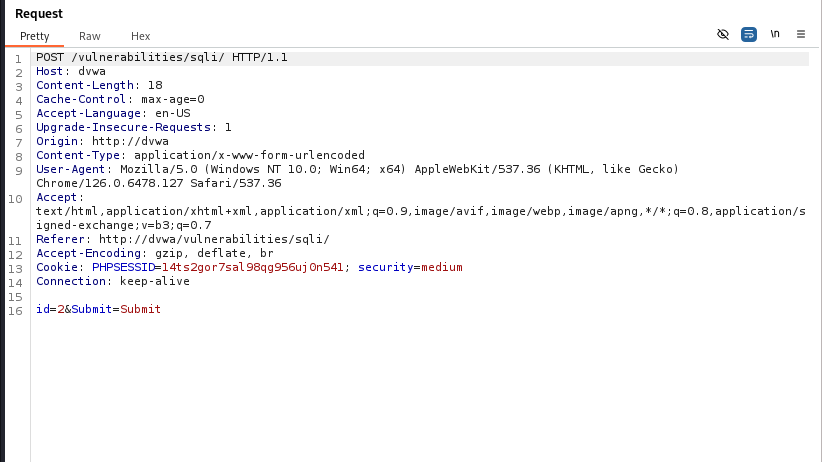 Request
Pretty Raw Hex
\n
1 POST /vulnerabilities/sqli/ HTTP/1.1
2 Host: dvwa
3 Content-Length: 18
4 Cache-Control: max-age=0
5 Accept-Language: en-US
6 Upgrade-Insecure-Requests: 1
7 Origin: http://dvwa
8 Content-Type: application/x-www-form-urlencoded
9 User-Agent: Mozilla/5.0 (Windows NT 10.0; Win64; x64) AppleWebKit/537.36 (KHTML, like Gecko)
Chrome/126.0.6478.127 Safari/537.36
10 Accept:
text/html,application/xhtml+xml,application/xml;q=0.9,image/avif,image/webp,image/apng,*/*;q=0.8,application/s
igned-exchange;v=b3;q=0.7
11 Referer: http://dvwa/vulnerabilities/sqli/
12 Accept-Encoding: gzip, deflate, br
13 Cookie: PHPSESSID=14ts2gor7sal98qg956uj0n541; security=medium
14 Connection: keep-alive
15
16 id=2&Submit=Submit